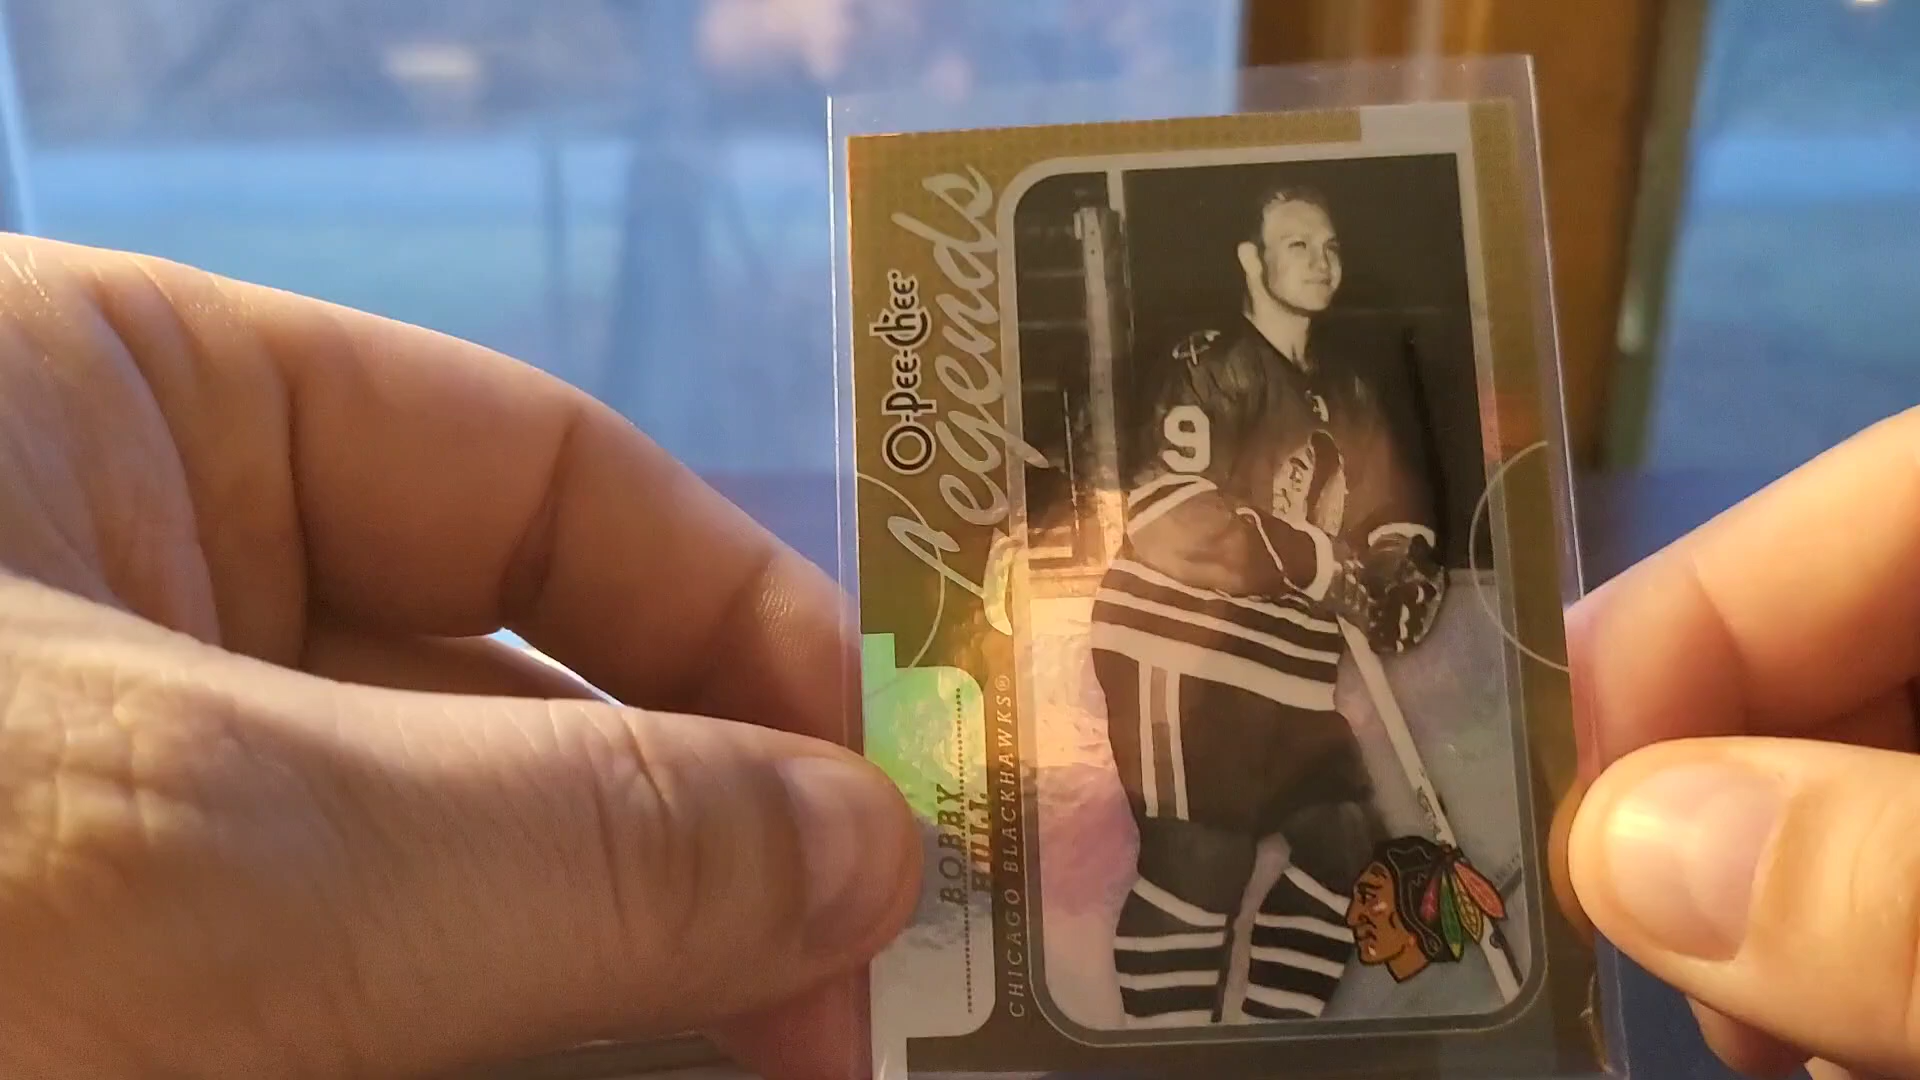 O-Pee-Chee
Legends
BOBBY
HULL
CHICAGO BLACKHAWKS®
9